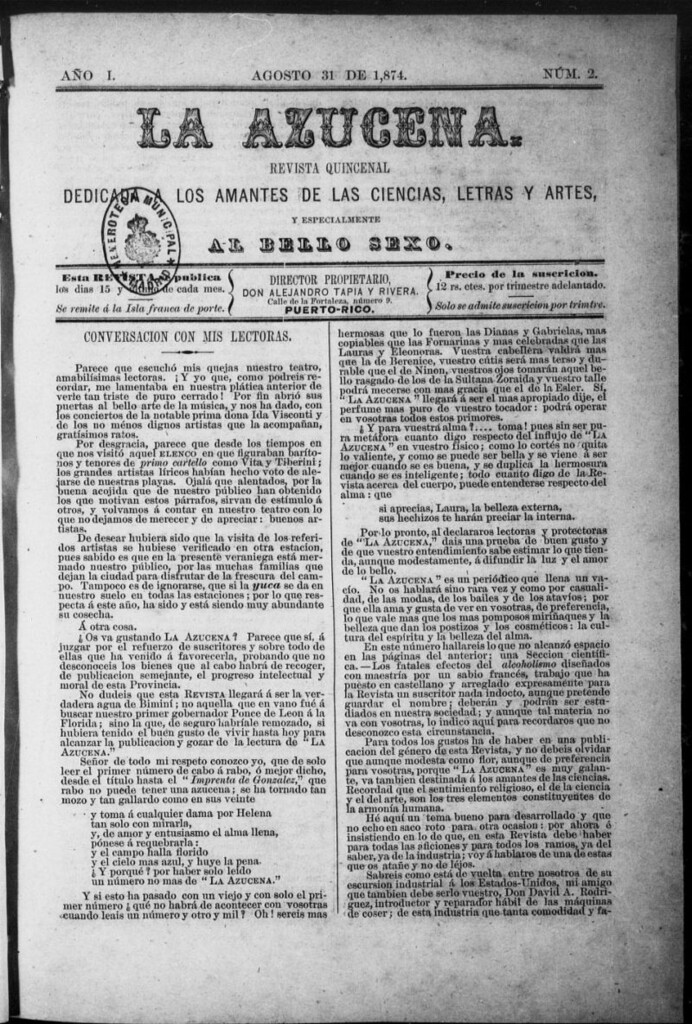 AÑO I.
AGOSTO 31 DE 1,874.
NÚM. 2.
LA AZUCENA.
REVISTA QUINCENAL
DEDICADA A LOS AMANTES DE LAS CIENCIAS, LETRAS Y ARTES,
Y ESPECIALMENTE
AL BELLO SEXO.
HEMEROTECA MUNICIPAL
MADRID
Esta REVISTA se publica
los dias 15 y último de cada mes.
Se remite á la Isla franca de porte.
DIRECTOR PROPIETARIO,
DON ALEJANDRO TAPIA Y RIVERA.
Calle de la Fortaleza, número 9.
PUERTO-RICO.
Precio de la suscricion.
12 rs. ctes. por trimestre adelantado.
Solo se admite suscricion por trimtre.
CONVERSACION CON MIS LECTORAS.
Parece que escuchó mis quejas nuestro teatro,
amabilísimas lectoras. ¡Y yo que, como podreis re-
cordar, me lamentaba en nuestra plática anterior de
verle tan triste de puro cerrado! Por fin abrió sus
puertas al bello arte de la música, y nos ha dado, con
los conciertos de la notable prima dona Ida Visconti y
de los no ménos dignos artistas que la acompañan,
gratísimos ratos.
Por desgracia, parece que desde los tiempos en
que nos visitó aquel ELENCO en que figuraban baríto-
nos y tenores de primo cartello como Vita y Tiberini;
los grandes artistas líricos habían hecho voto de ale-
jarse de nuestras playas. Ojalá que alentados, por la
buena acojida que de nuestro público han obtenido
los que motivan estos párrafos, sirvan de estímulo á
otros, y volvamos á contar en nuestro teatro con lo
que no dejamos de merecer y de apreciar: buenos ar-
tistas.
De desear hubiera sido que la visita de los referi-
dos artistas se hubiese verificado en otra estacion,
pues sabido es que en la presente veraniega está mer-
mado nuestro público, por las muchas familias que
dejan la ciudad para disfrutar de la frescura del cam-
po. Tampoco es de ignorarse, que si la guca se da en
nuestro suelo en todas las estaciones; por lo que res-
pecta á este año, ha sido y está siendo muy abundante
su cosecha.
Á otra cosa.
¿Os va gustando LA AZUCENA? Parece que sí, á
juzgar por el refuerzo de suscritores y sobre todo de
ellas que ha venido á favorecerla, probando que no
desconoceis los bienes que al cabo habrá de recoger,
de publicacion semejante, el progreso intelectual y
moral de esta Provincia.
No dudeis que esta REVISTA llegará á ser la ver-
dadera agua de Biminí; no aquella que en vano fué á
buscar nuestro primer gobernador Ponce de Leon á la
Florida; sino la que, de seguro habríale remozado, si
hubiera tenido el buen gusto de vivir hasta hoy para
alcanzar la publicacion y gozar de la lectura de "LA
AZUCENA."
Señor de todo mi respeto conozco yo, que de solo
leer el primer número de cabo á rabo, ó mejor dicho,
desde el título hasta el "Imprenta de Gonzalez," que
rabo no puede tener una azucena; se ha tornado tan
mozo y tan gallardo como en sus veinte
y toma á cualquier dama por Helena
tan solo con mirarla,
y, de amor y entusiasmo el alma llena,
pónese á requebrarla:
y el campo halla florido
y el cielo mas azul, y huye la pena.
¿Y porqué? por haber solo leído
un número no mas de "LA AZUCENA."
Y si esto ha pasado con un viejo y con solo el pri-
mer número ¿qué no habrá de acontecer con vosotras
cuando leais un número y otro y mil? Oh! sereis mas
hermosas que lo fueron las Dianas y Gabrielas, mas
copiables que las Fornarinas y mas celebradas que las
Lauras y Eleonoras. Vuestra cabellera valdrá mas
que la de Berenice, vuestro cútis será mas terso y du-
rable que el de Ninon, vuestros ojos tomarán aquel be-
llo rasgado de los de la Sultana Zoraida y vuestro talle
podrá mecerse con mas gracia que el de la Esler. Sí,
"LA AZUCENA" llegará á ser el mas apropiado dije, el
perfume mas puro de vuestro tocador: podrá operar
en vosotras todos estos primores.
¿Y para vuestra alma?.... toma! pues sin ser pu-
ra metáfora cuanto digo respecto del influjo de "LA
AZUCENA" en vuestro físico; como lo cortés no quita
lo valiente, y como se puede ser bella y se viene á ser
mejor cuando se es buena, y se duplica la hermosura
cuando se es inteligente; todo cuanto digo de la Re-
vista acerca del cuerpo, puede entenderse respecto del
alma: que
si aprecias, Laura, la belleza externa,
sus hechizos te harán preciar la interna.
Por lo pronto, al declararos lectoras y protectoras
de "LA AZUCENA," dais una prueba de buen gusto y
de que vuestro entendimiento sabe estimar lo que tien-
da, aunque modestamente, á difundir la luz y el amor
de lo bello.
"LA AZUCENA" es un periódico que llena un va-
cío. No os hablará sino rara vez y como por casuali-
dad, de las modas, de los bailes y de los atavíos; por
que ella ama y gusta de ver en vosotras, de preferencia,
lo que vale mas que los mas pomposos miriñaques y la
belleza que dan los postizos y los cosméticos: la cul-
tura del espíritu y la belleza del alma.
En este número hallareis lo que no alcanzó espacio
en las páginas del anterior; una Seccion científi-
ca.—Los fatales efectos del alcoholismo diseñados
con maestría por un sabio francés, trabajo que ha
puesto en castellano y arreglado expresamente para
la Revista un suscritor nada indocto, aunque pretendo
guardar el nombre; deberán y podrán ser estu-
diados en nuestra sociedad; y aunque tal materia no
va con vosotras, lo indico aquí para recordaros que no
desconozco esta circunstancia.
Para todos los gustos ha de haber en una publica-
cion del género de esta Revista, y no debeis olvidar
que aunque modesta como flor, aunque de preferencia
para vosotras, porque "LA AZUCENA" es muy galan-
te, va tambien destinada á los amantes de las ciencias.
Recordad que el sentimiento religioso, el de la ciencia
y el del arte, son los tres elementos constituyentes de
la armonía humana.
Hé aquí un tema bueno para desarrollado y que
no echo en saco roto para otra ocasion: por ahora é
insistiendo en lo de que, en esta Revista debe haber
para todas las aficiones y para todos los ramos, ya del
saber, ya de la industria; voy á hablaros de una de estas
que os atañe y no de léjos.
Sabreis como está de vuelta entre nosotros de su
escursion industrial á los Estados-Unidos, mi amigo
que tambien debe serlo vuestro, Don David A. Rodri-
guez, introductor y reparador hábil de las máquinas
de coser; de esta industria que tanta comodidad y fa-